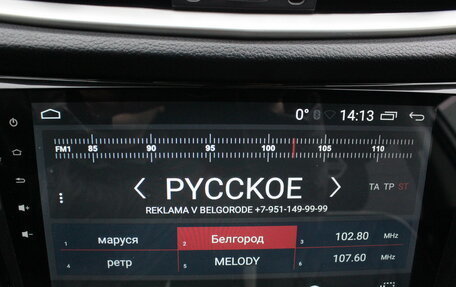 0° 14:13
FM1 85 90 95 100 105 110
РУССКОЕ
TA TP ST
REKLAMA V BELGORODE +7-951-149-99-99
1 маруся 2 Белгород 3 102.80 MHz
4 ретр 5 MELODY 6 107.60 MHz